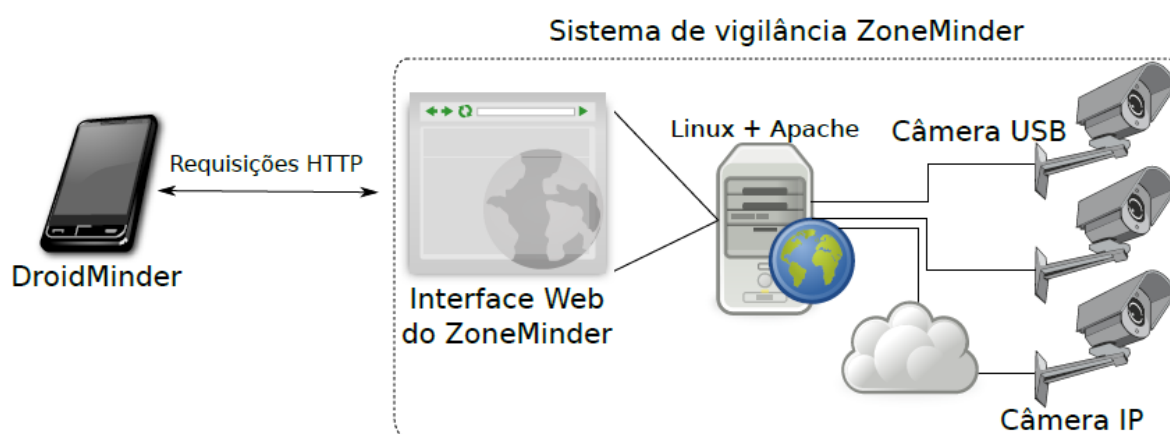 Sistema de vigilância ZoneMinder
Linux + Apache
Câmera USB
Requisições HTTP
DroidMinder
Interface Web
do ZoneMinder
Câmera IP